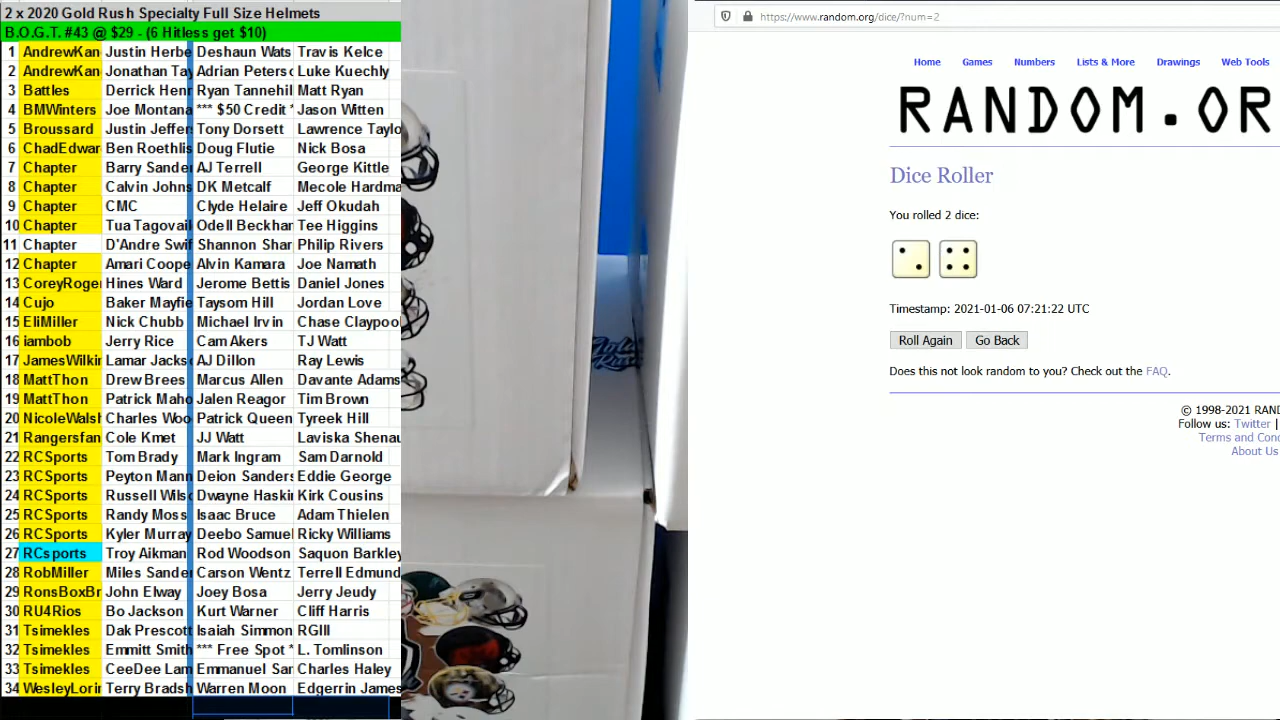 2 x 2020 Gold Rush Specialty Full Size Helmets
B.O.G.T. #43 @ $29 - (6 Hitless get $10)
1 AndrewKan Justin Herbe Deshaun Wats Travis Kelce
2 AndrewKan Jonathan Tay Adrian Peters Luke Kuechly
3 Battles Derrick Henr Ryan Tannehil Matt Ryan
4 BMWinters Joe Montana *** $50 Credit * Jason Witten
5 Broussard Justin Jeffer Tony Dorsett Lawrence Taylo
6 ChadEdwar Ben Roethlis Doug Flutie Nick Bosa
7 Chapter Barry Sander AJ Terrell George Kittle
8 Chapter Calvin Johns DK Metcalf Mecole Hardma
9 Chapter CMC Clyde Helaire Jeff Okudah
10 Chapter Tua Tagovail Odell Beckhar Tee Higgins
11 Chapter D'Andre Swif Shannon Shar Philip Rivers
12 Chapter Amari Coope Alvin Kamara Joe Namath
13 CoreyRoger Hines Ward Jerome Bettis Daniel Jones
14 Cujo Baker Mayfie Taysom Hill Jordan Love
15 EliMiller Nick Chubb Michael Irvin Chase Claypoo
16 iambob Jerry Rice Cam Akers TJ Watt
17 JamesWilkin Lamar Jacks AJ Dillon Ray Lewis
18 MattThon Drew Brees Marcus Allen Davante Adams
19 MattThon Patrick Maho Jalen Reagor Tim Brown
20 NicoleWalsh Charles Woo Patrick Queen Tyreek Hill
21 Rangersfan Cole Kmet JJ Watt Laviska Shenau
22 RCSports Tom Brady Mark Ingram Sam Darnold
23 RCSports Peyton Mann Deion Sanders Eddie George
24 RCSports Russell Wils Dwayne Haski Kirk Cousins
25 RCSports Randy Moss Isaac Bruce Adam Thielen
26 RCSports Kyler Murray Deebo Samuel Ricky Williams
27 RCsports Troy Aikman Rod Woodson Saquon Barkley
28 RobMiller Miles Sande Carson Wentz Terrell Edmund
29 RonsBoxBr John Elway Joey Bosa Jerry Jeudy
30 RU4Rios Bo Jackson Kurt Warner Cliff Harris
31 Tsimekles Dak Prescott Isaiah Simmon RGIII
32 Tsimekles Emmitt Smith *** Free Spot * L. Tomlinson
33 Tsimekles CeeDee Lam Emmanuel San Charles Haley
34 WesleyLorin Terry Bradsh Warren Moon Edgerrin James
https://www.random.org/dice/?num=2
Home Games Numbers Lists & More Drawings Web Tools
RANDOM.OR
Dice Roller
You rolled 2 dice:
Timestamp: 2021-01-06 07:21:22 UTC
Roll Again Go Back
Does this not look random to you? Check out the FAQ.
© 1998-2021 RAND
Follow us: Twitter |
Terms and Cond
About Us